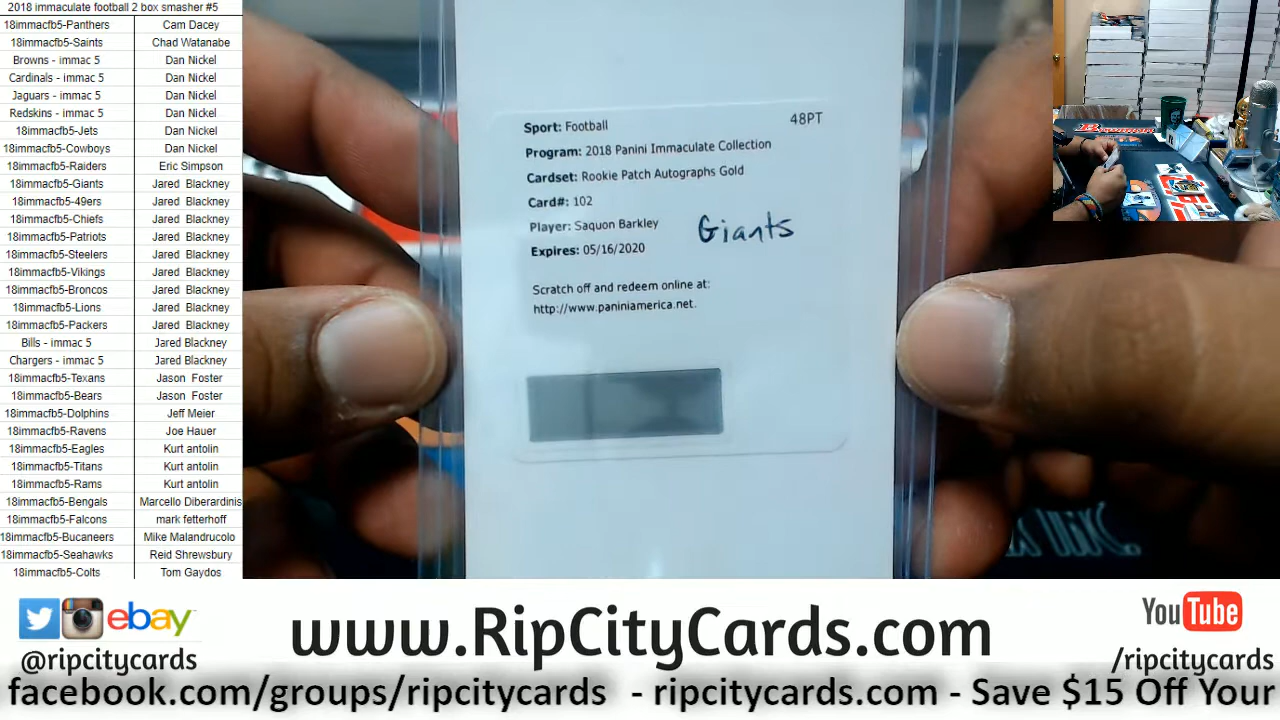 2018 immaculate football 2 box smasher #5
18immacfb5-Panthers Cam Dacey
18immacfb5-Saints Chad Watanabe
Browns - immac 5 Dan Nickel
Cardinals - immac 5 Dan Nickel
Jaguars - immac 5 Dan Nickel
Redskins - immac 5 Dan Nickel
18immacfb5-Jets Dan Nickel
18immacfb5-Cowboys Dan Nickel
18immacfb5-Raiders Eric Simpson
18immacfb5-Giants Jared Blackney
18immacfb5-49ers Jared Blackney
18immacfb5-Chiefs Jared Blackney
18immacfb5-Patriots Jared Blackney
18immacfb5-Steelers Jared Blackney
18immacfb5-Vikings Jared Blackney
18immacfb5-Broncos Jared Blackney
18immacfb5-Lions Jared Blackney
18immacfb5-Packers Jared Blackney
Bills - immac 5 Jared Blackney
Chargers - immac 5 Jared Blackney
18immacfb5-Texans Jason Foster
18immacfb5-Bears Jason Foster
18immacfb5-Dolphins Jeff Meier
18immacfb5-Ravens Joe Hauer
18immacfb5-Eagles Kurt antolin
18immacfb5-Titans Kurt antolin
18immacfb5-Rams Kurt antolin
18immacfb5-Bengals Marcello Diberardinis
18immacfb5-Falcons mark fetterhoff
18immacfb5-Bucaneers Mike Malandrucolo
18immacfb5-Seahawks Reid Shrewsbury
18immacfb5-Colts Tom Gaydos
48PT
Sport: Football
Program: 2018 Panini Immaculate Collection
Cardset: Rookie Patch Autographs Gold
Card#: 102
Player: Saquon Barkley Giants
Expires: 05/16/2020
Scratch off and redeem online at:
http://www.paniniamerica.net.
ebay
@ripcitycards
www.RipCityCards.com
YouTube
/ripcitycards
facebook.com/groups/ripcitycards - ripcitycards.com - Save $15 Off Your